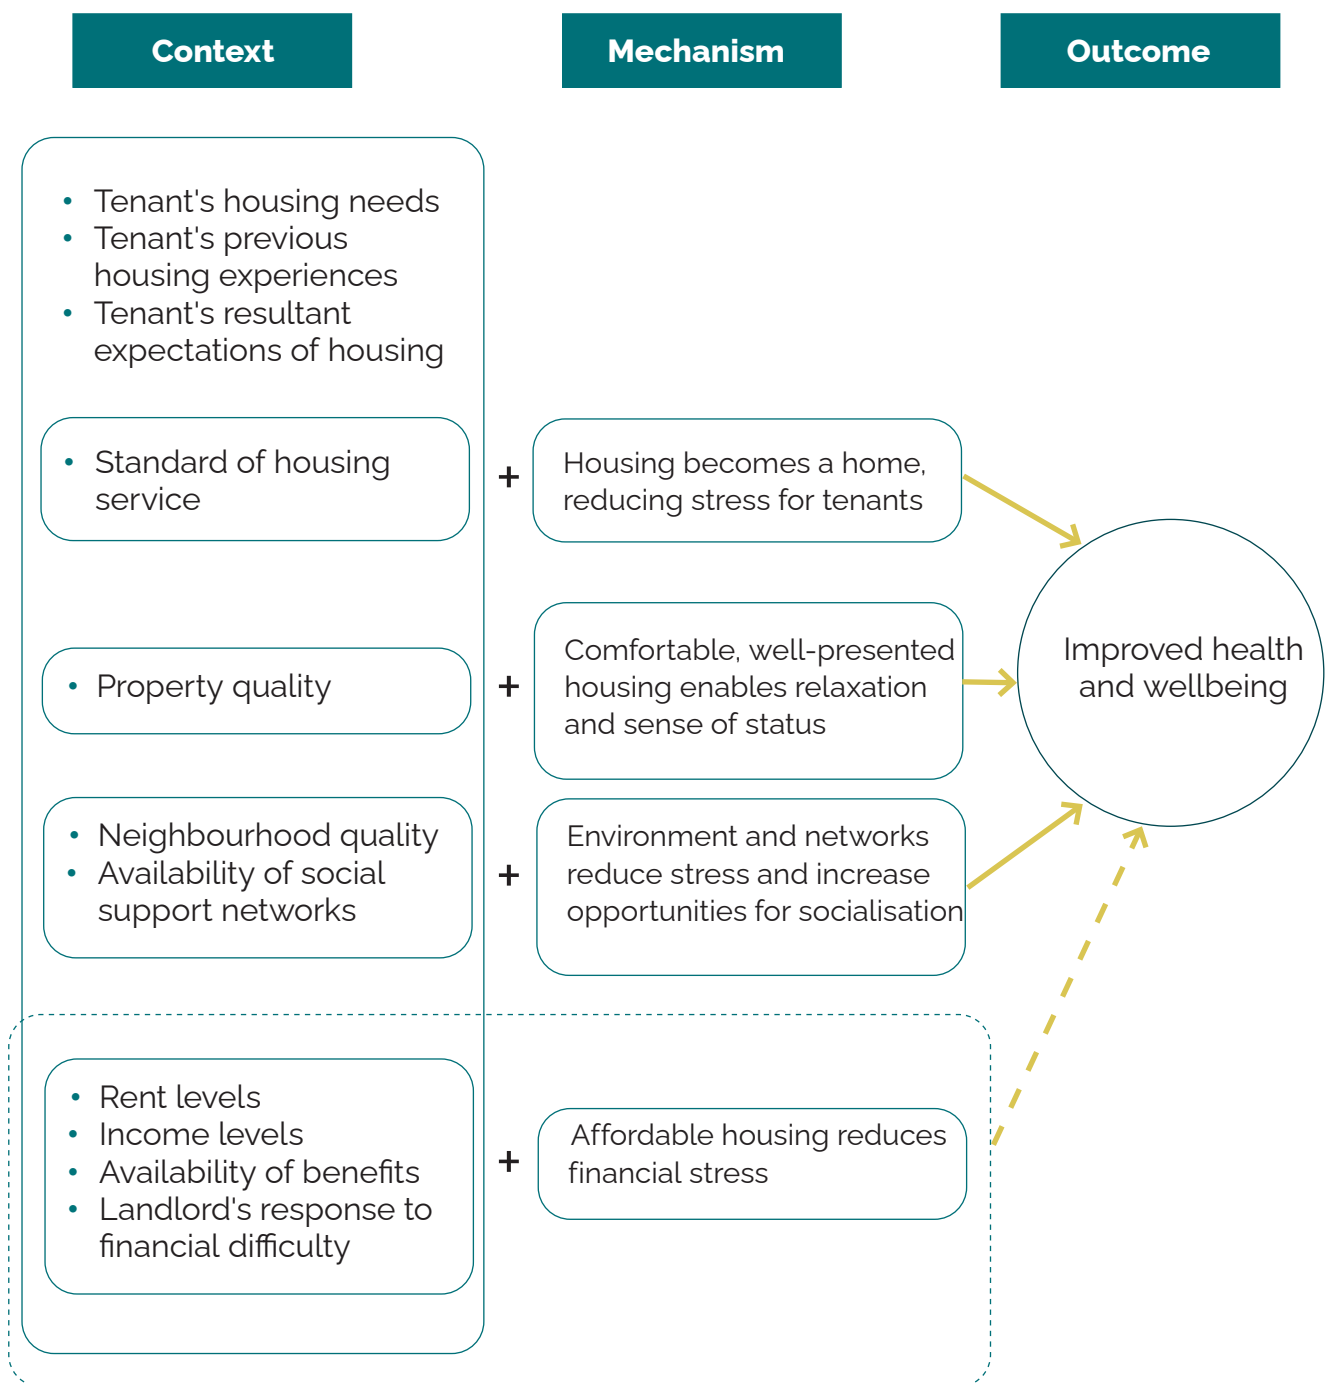 Context
Mechanism
Outcome
• Tenant's housing needs
• Tenant's previous
housing experiences
• Tenant's resultant
expectations of housing
• Standard of housing
service
+
Housing becomes a home,
reducing stress for tenants
• Property quality
+
Comfortable, well-presented
housing enables relaxation
and sense of status
Improved health
and wellbeing
• Neighbourhood quality
• Availability of social
support networks
+
Environment and networks
reduce stress and increase
opportunities for socialisation
• Rent levels
• Income levels
• Availability of benefits
• Landlord's response to
financial difficulty
+
Affordable housing reduces
financial stress